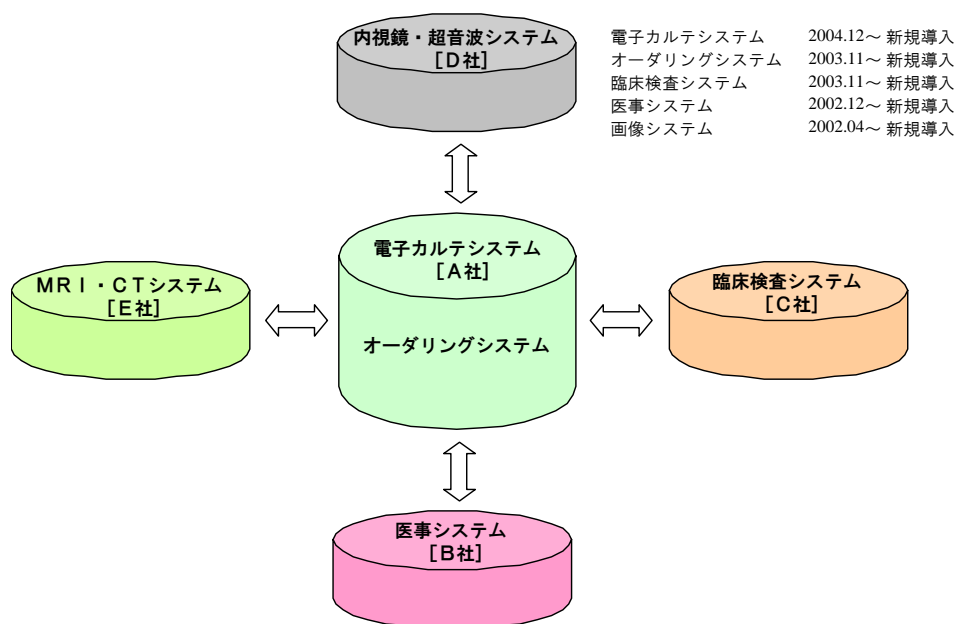 内視鏡・超音波システム
［D社］
電子カルテシステム 2004.12～ 新規導入
オーダリングシステム 2003.11～ 新規導入
臨床検査システム 2003.11～ 新規導入
医事システム 2002.12～ 新規導入
画像システム 2002.04～ 新規導入
電子カルテシステム
［A社］
オーダリングシステム
ＭＲＩ・ＣＴシステム
［E社］
臨床検査システム
［C社］
医事システム
［B社］